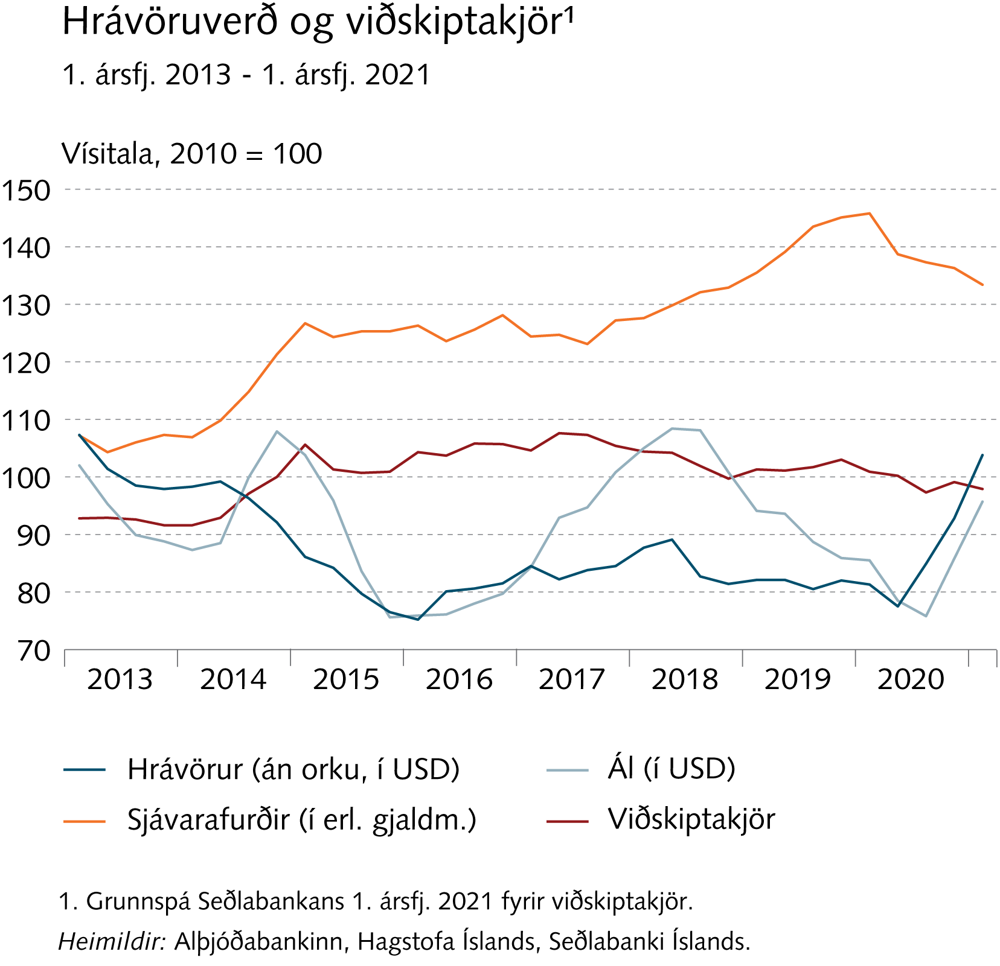 Hrávöruverð og viðskiptakjör¹
1. ársfj. 2013 - 1. ársfj. 2021
Vísitala, 2010 = 100
150
140
130
120
110
100
90
80
70
2013 2014 2015 2016 2017 2018 2019 2020
Hrávörur (án orku, í USD)
Ál (í USD)
Sjávarafurðir (í erl. gjaldm.)
Viðskiptakjör
1. Grunnspá Seðlabankans 1. ársfj. 2021 fyrir viðskiptakjör.
Heimildir: Alþjóðabankinn, Hagstofa Íslands, Seðlabanki Íslands.